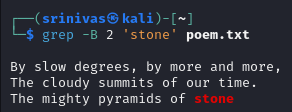 ┌──(srinivas㉿kali)-[~]
└─$ grep -B 2 'stone' poem.txt
By slow degrees, by more and more,
The cloudy summits of our time.
The mighty pyramids of stone